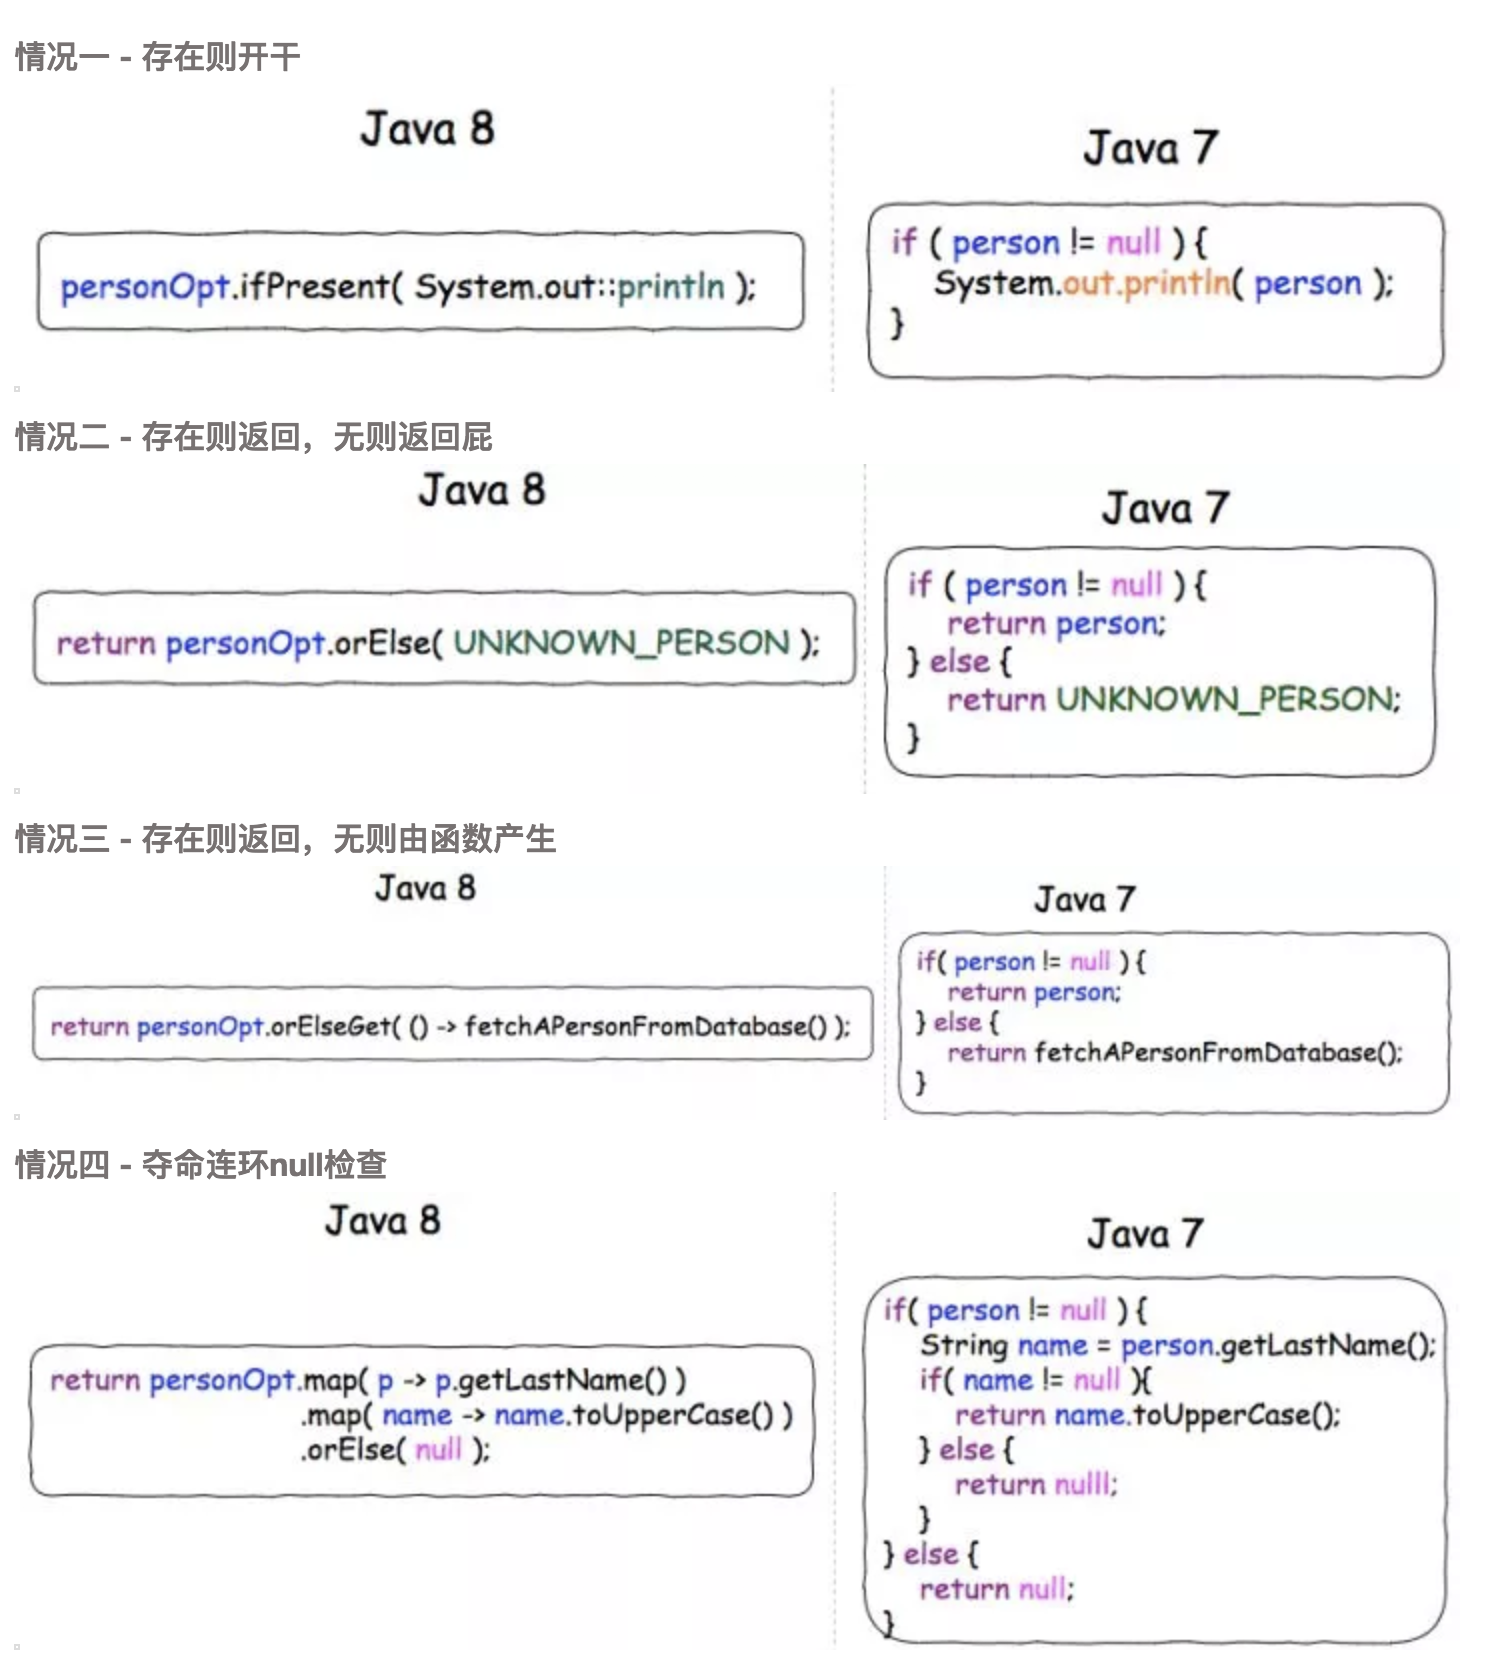 情况一 - 存在则开干
Java 8
personOpt.ifPresent( System.out::println );
Java 7
if ( person != null ) {
System.out.println( person );
}
情况二 - 存在则返回，无则返回屁
Java 8
return personOpt.orElse( UNKNOWN_PERSON );
Java 7
if ( person != null ) {
return person;
} else {
return UNKNOWN_PERSON;
}
情况三 - 存在则返回，无则由函数产生
Java 8
return personOpt.orElseGet( () -> fetchAPersonFromDatabase() );
Java 7
if( person != null ) {
return person;
} else {
return fetchAPersonFromDatabase();
}
情况四 - 夺命连环null检查
Java 8
return personOpt.map( p -> p.getLastName() )
.map( name -> name.toUpperCase() )
.orElse( null );
Java 7
if( person != null ) {
String name = person.getLastName();
if( name != null ){
return name.toUpperCase();
} else {
return nulll;
}
} else {
return null;
}